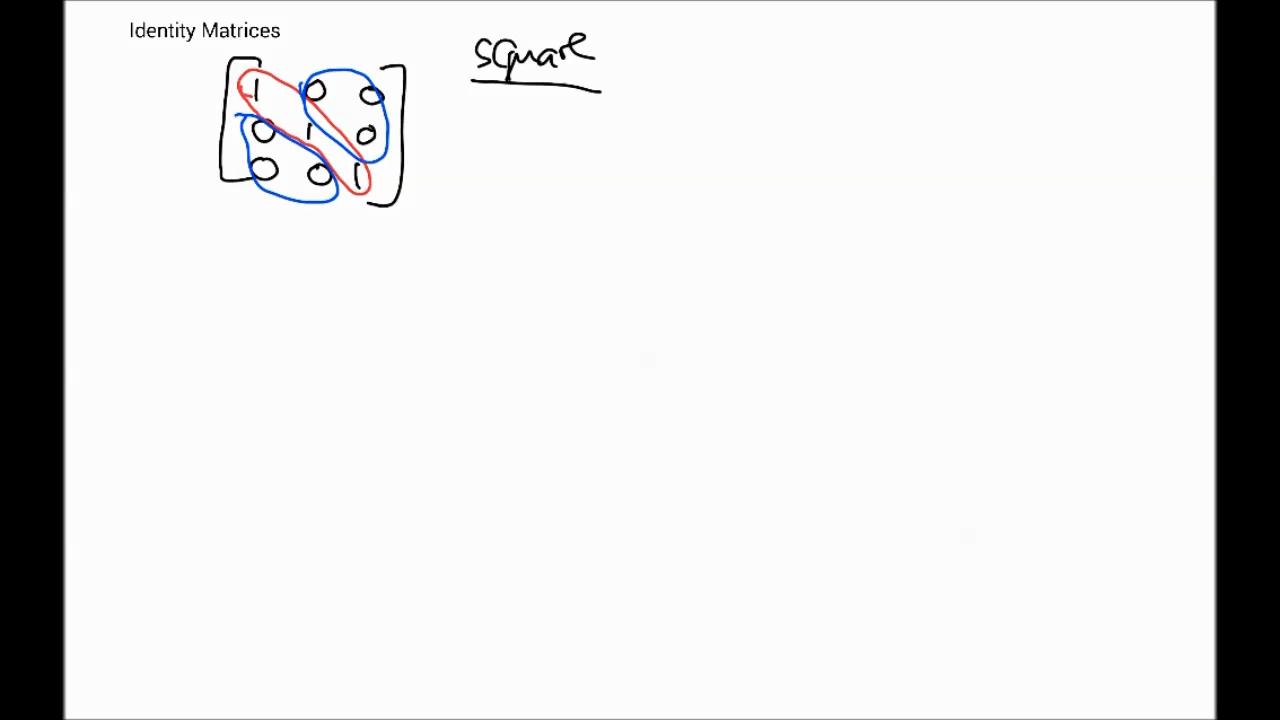 Identity Matrices
square
1 0 0
0 1 0
0 0 1